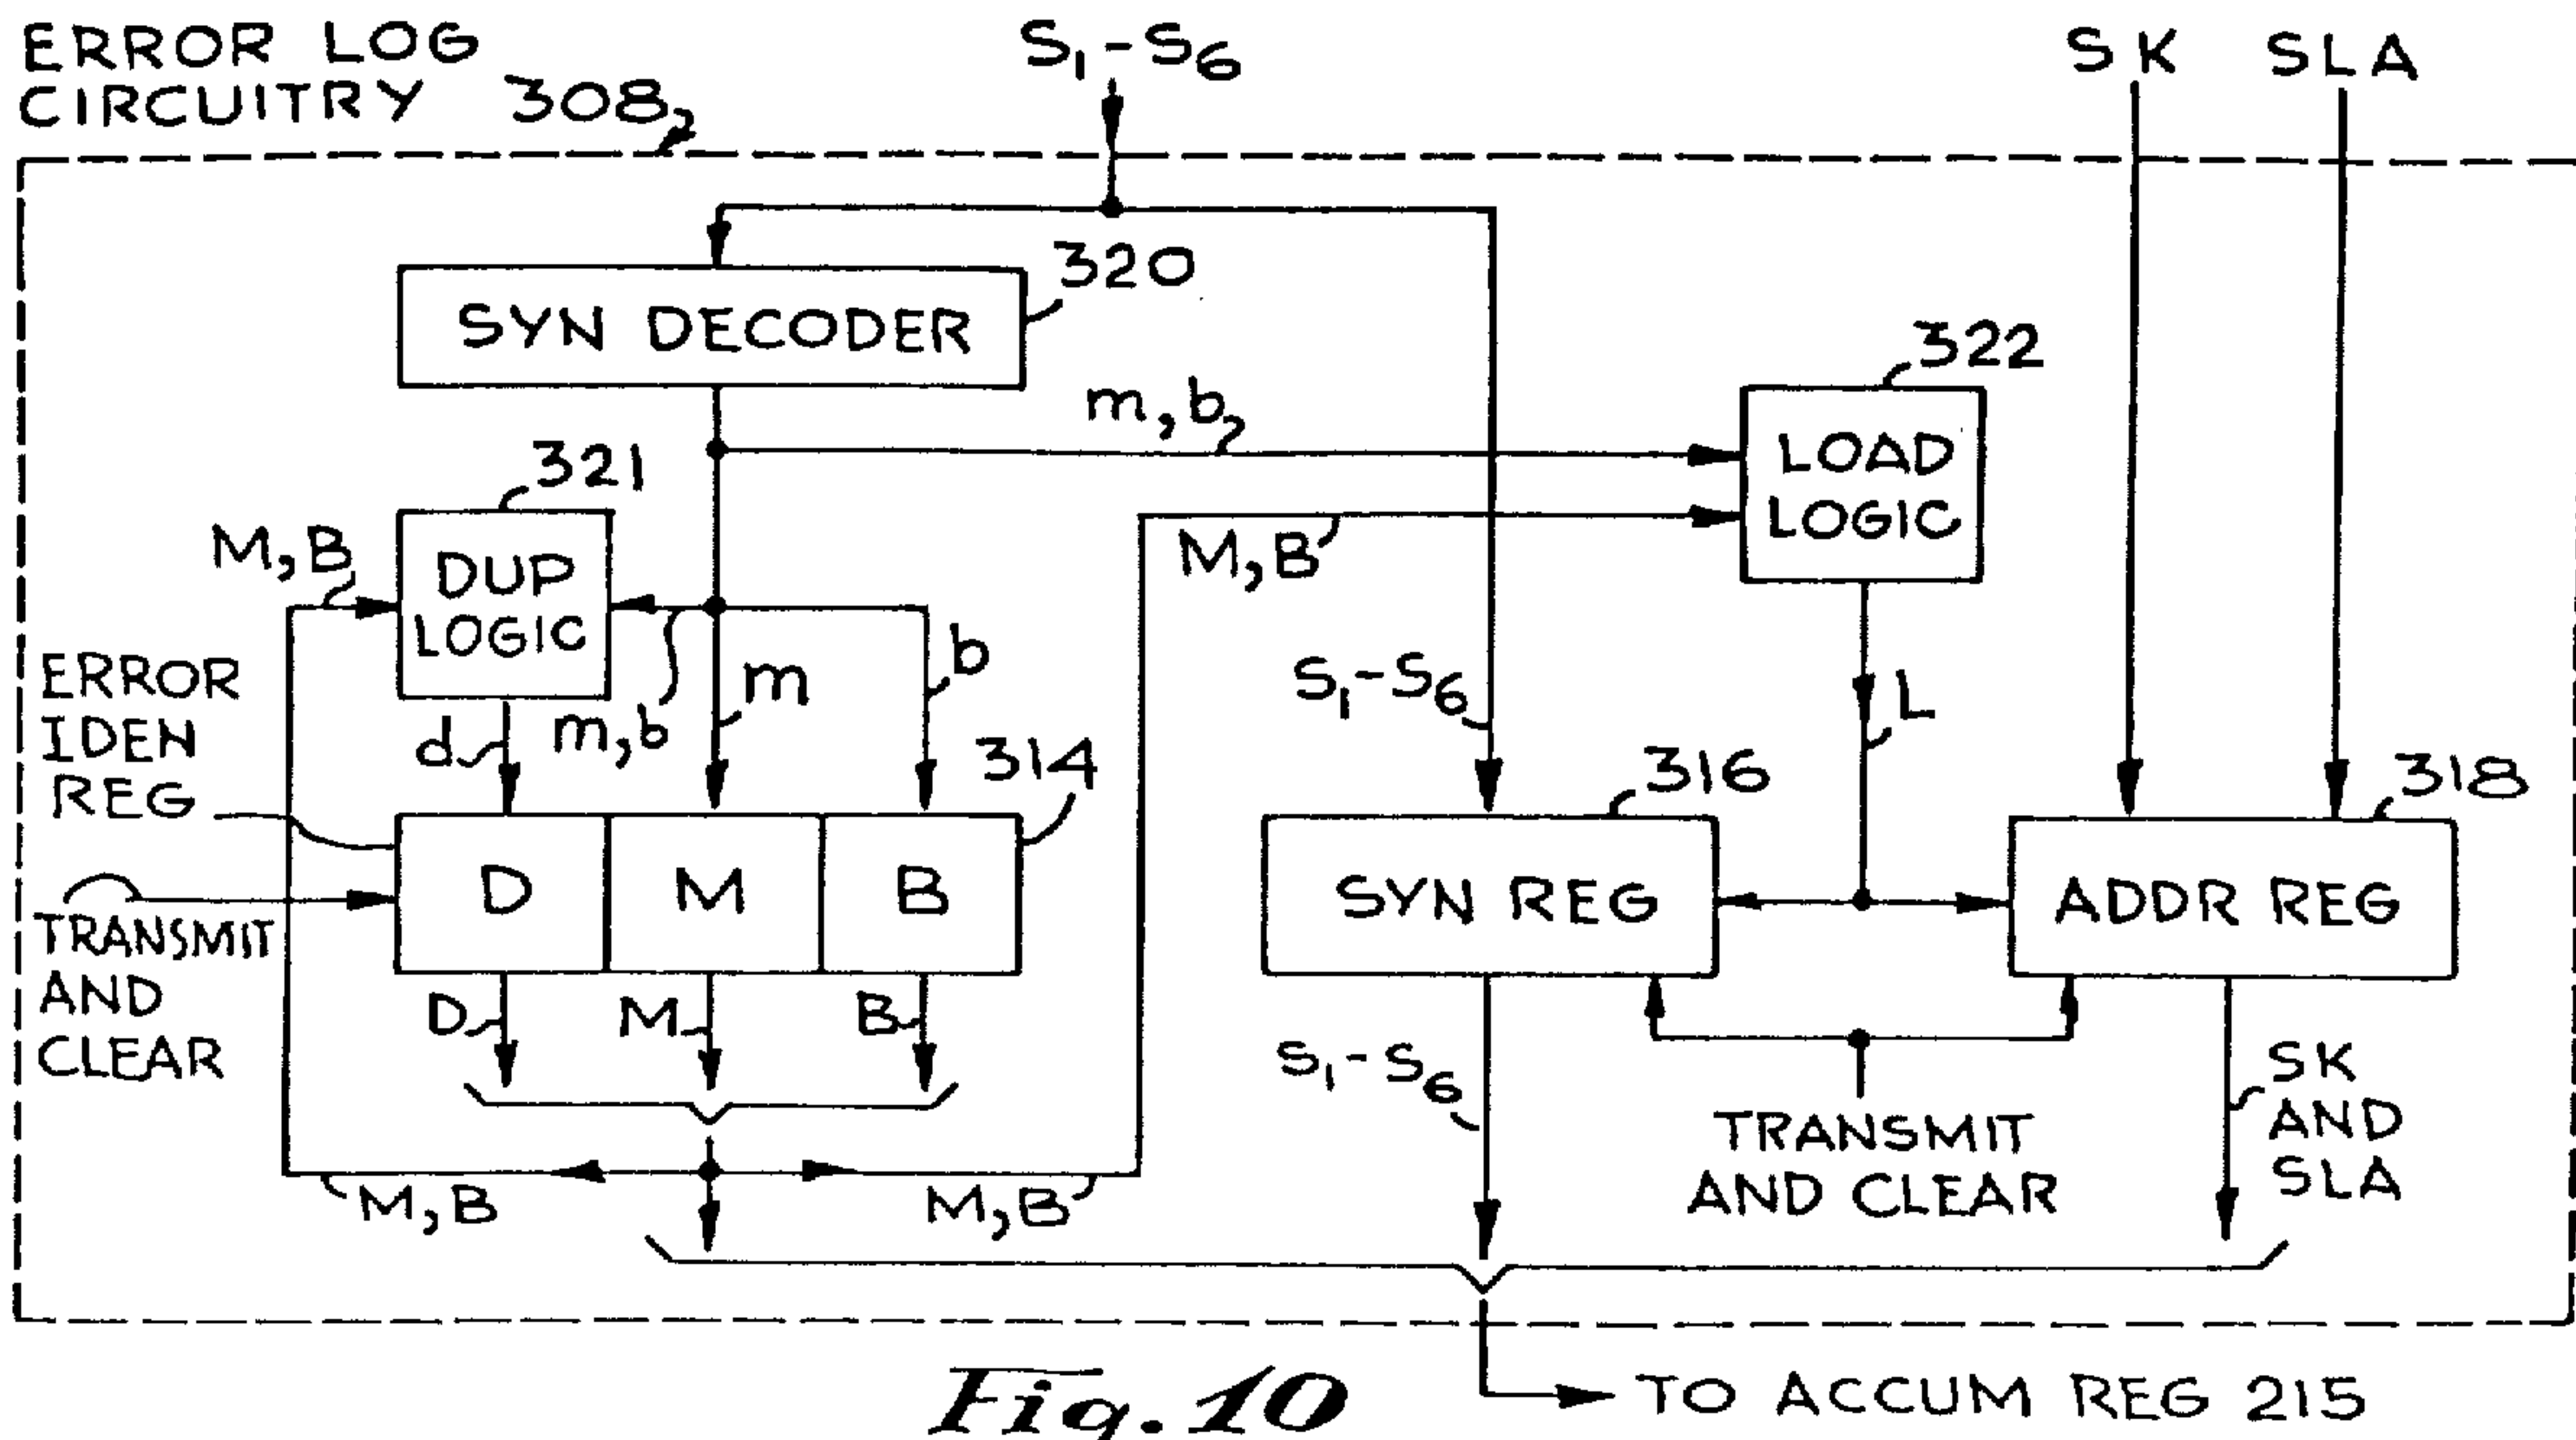 ERROR LOG
CIRCUITRY 308
S₁-S₆
SK
SLA
320
SYN DECODER
322
m,b
LOAD
LOGIC
321
M,B
DUP
LOGIC
M,B
ERROR
IDEN
REG
d
m,b
m
b
314
S₁-S₆
L
316
318
D
M
B
SYN REG
ADDR REG
TRANSMIT
AND
CLEAR
D
M
B
S₁-S₆
TRANSMIT
AND CLEAR
SK
AND
SLA
M,B
M,B
TO ACCUM REG 215
Fig. 10